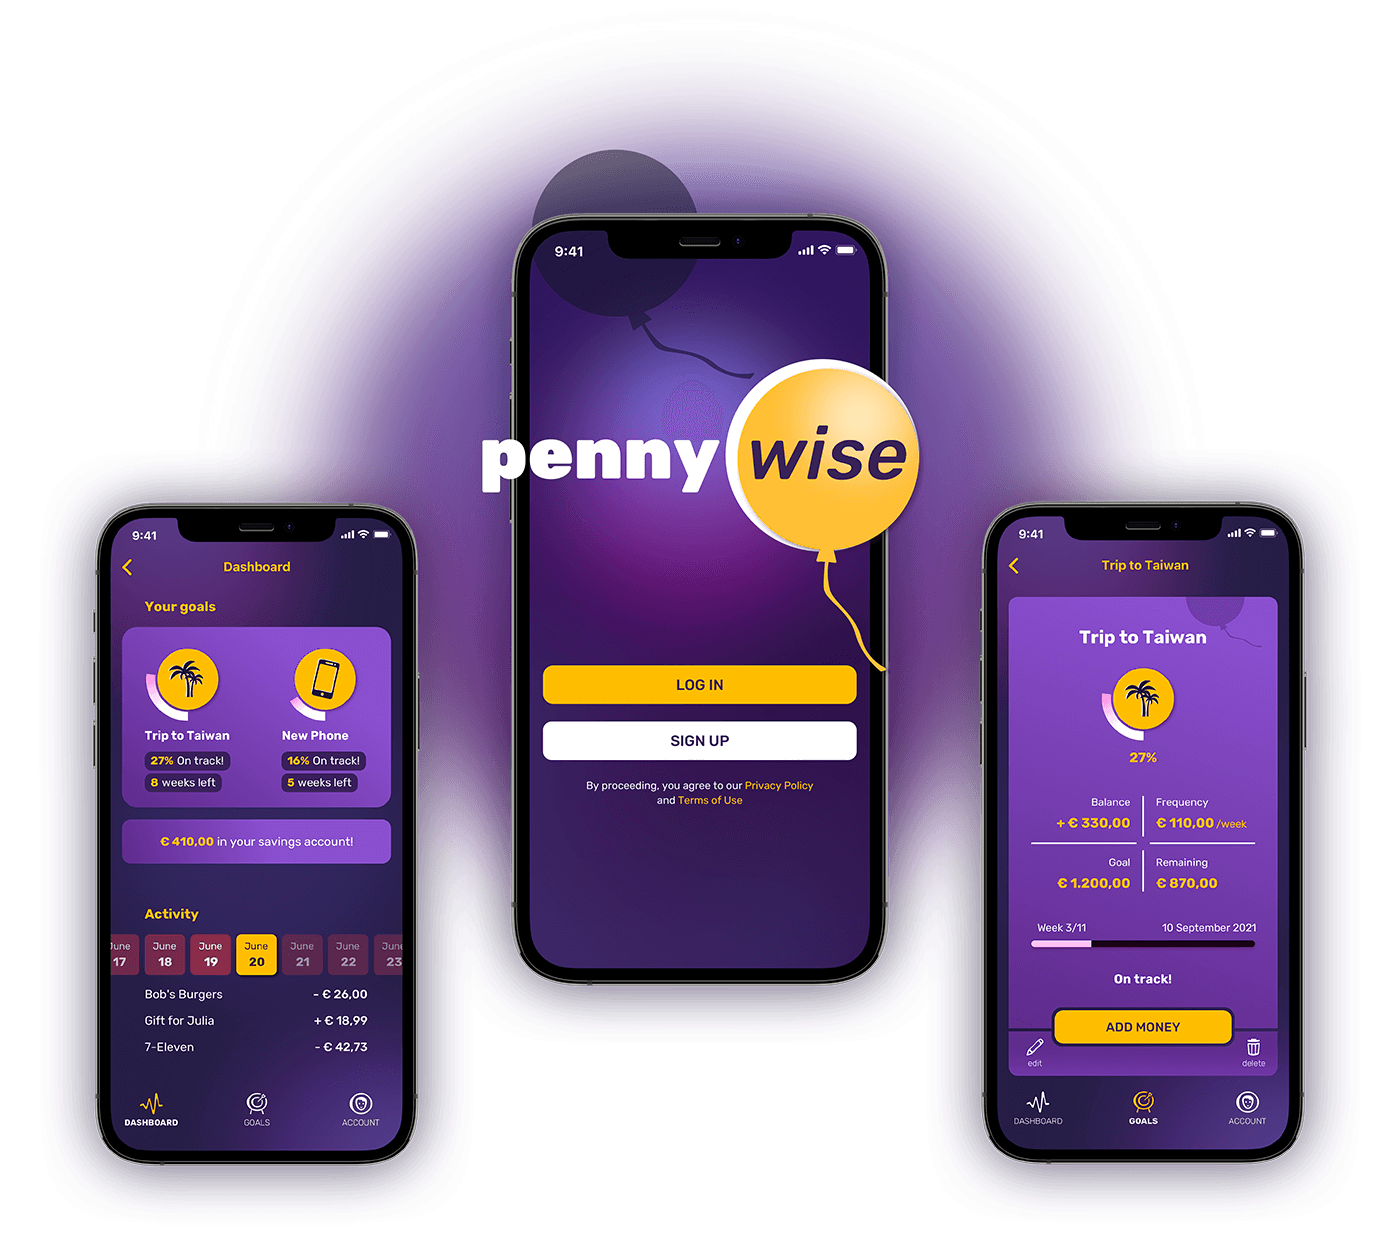 9:41
penny wise
LOG IN
SIGN UP
By proceeding, you agree to our Privacy Policy
and Terms of Use
9:41
Dashboard
Your goals
Trip to Taiwan
27% On track!
8 weeks left
New Phone
16% On track!
5 weeks left
€ 410,00 in your savings account!
Activity
June 17
June 18
June 19
June 20
June 21
June 22
June 23
Bob's Burgers - € 26,00
Gift for Julia + € 18,99
7-Eleven - € 42,73
DASHBOARD GOALS ACCOUNT
9:41
Trip to Taiwan
Trip to Taiwan
27%
Balance Frequency
+ € 330,00 € 110,00 /week
Goal Remaining
€ 1.200,00 € 870,00
Week 3/11 10 September 2021
On track!
ADD MONEY
edit delete
DASHBOARD GOALS ACCOUNT